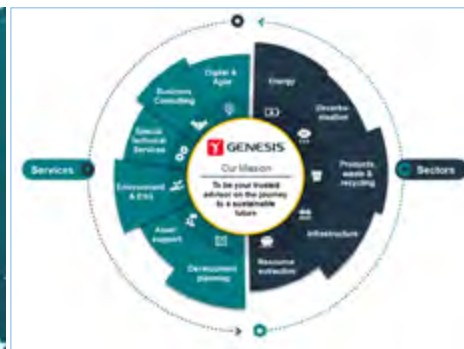 Digital &
Agile
Business
Consulting
Special
Technical
Services
Environment
& ESG
Asset
support
Development
planning
Services
GENESIS
Our Mission
To be your trusted
advisor on the journey
to a sustainable
future
Energy
Decarbo-
nisation
Products,
waste &
recycling
Infrastructure
Resource
extraction
Sectors